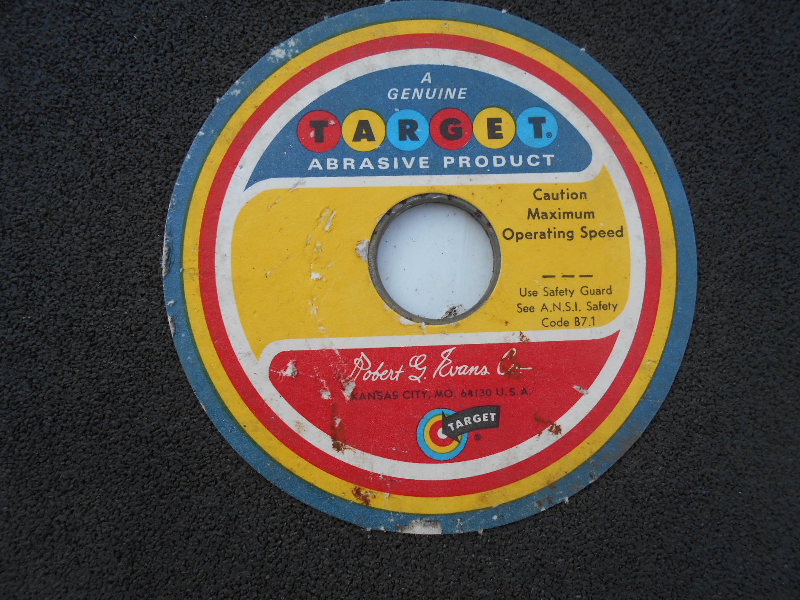 A
GENUINE
TARGET®
ABRASIVE PRODUCT
Caution
Maximum
Operating Speed
Use Safety Guard
See A.N.S.I. Safety
Code B7.1
Robert G. Evans Co
KANSAS CITY, MO. 64130 U.S.A.
TARGET
®